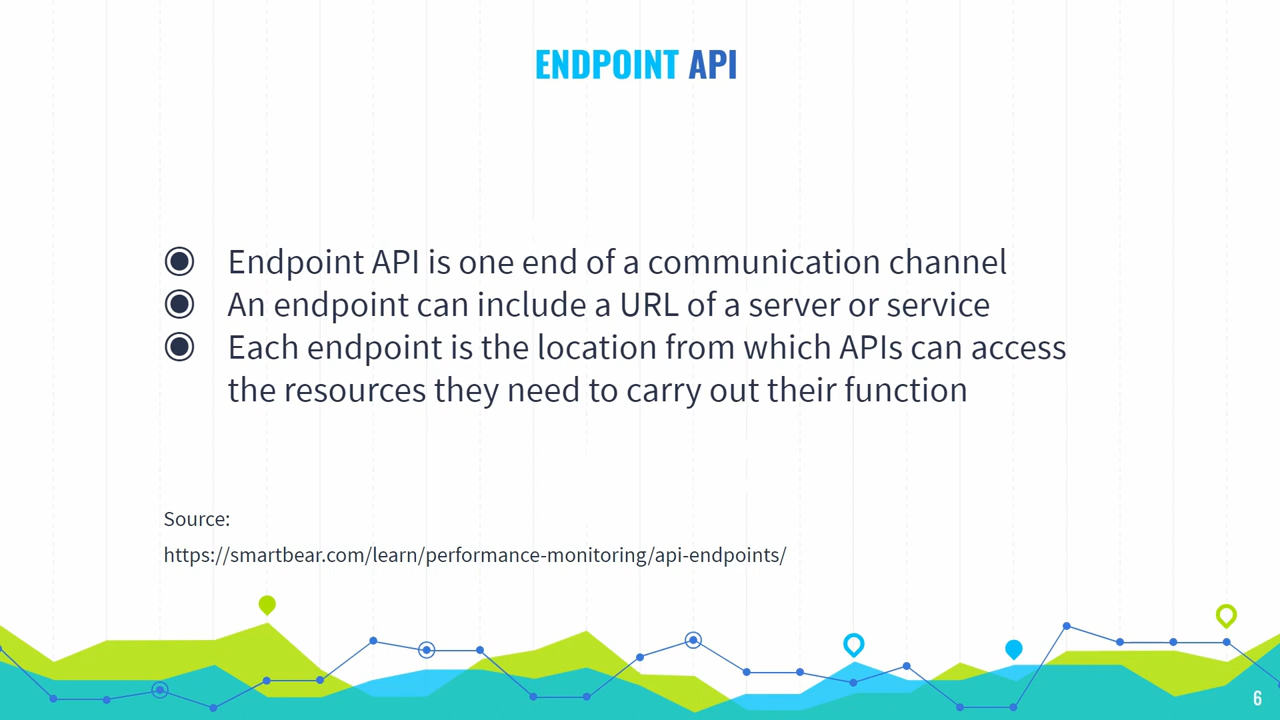 ENDPOINT API
Endpoint API is one end of a communication channel
An endpoint can include a URL of a server or service
Each endpoint is the location from which APIs can access
the resources they need to carry out their function
Source:
https://smartbear.com/learn/performance-monitoring/api-endpoints/
6